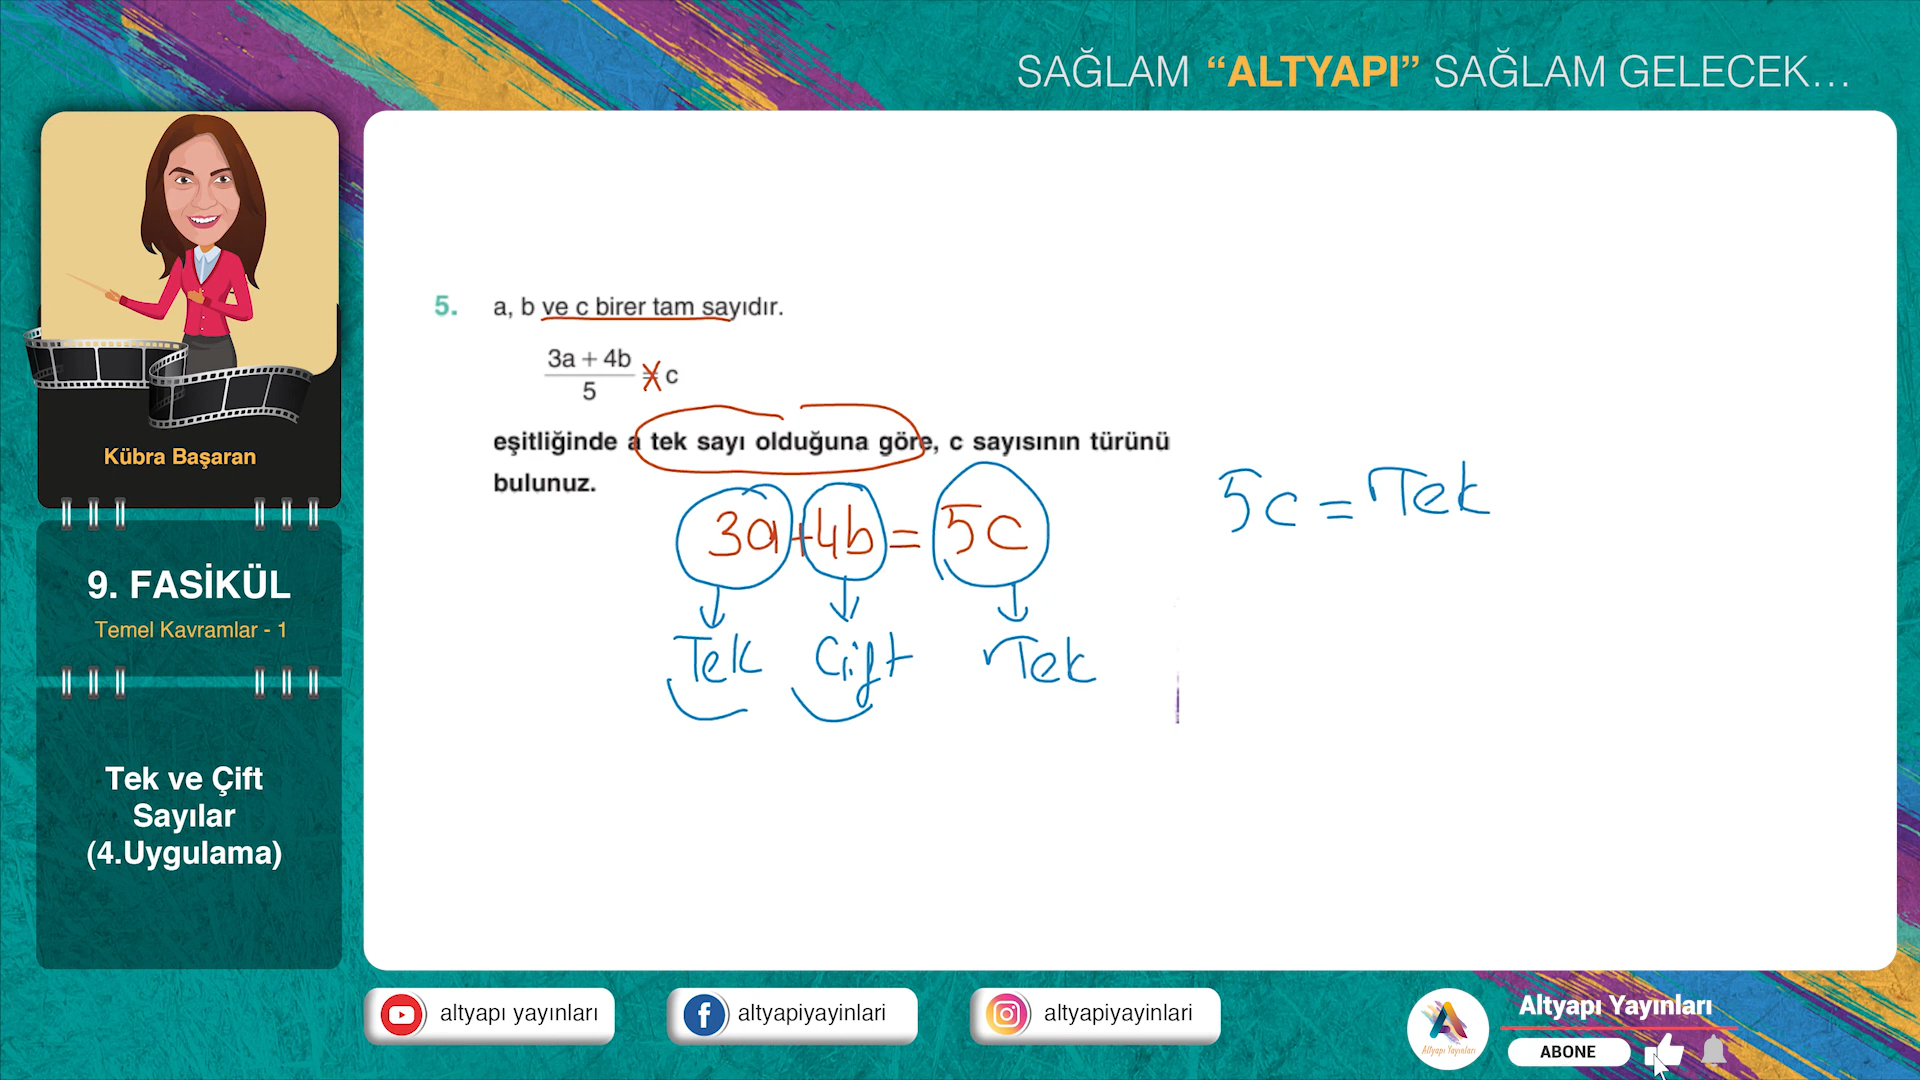 SAĞLAM “ALTYAPI” SAĞLAM GELECEK...
Kübra Başaran
9. FASİKÜL
Temel Kavramlar - 1
Tek ve Çift
Sayılar
(4.Uygulama)
5. a, b ve c birer tam sayıdır.
3a + 4b
5
= c
eşitliğinde a tek sayı olduğuna göre, c sayısının türünü
bulunuz.
3a+4b=5c
Tek Çift Tek
5c = Tek
altyapı yayınları
altyapiyayinlari
altyapiyayinlari
Altyapı Yayınları
Altyapı Yayınları
ABONE